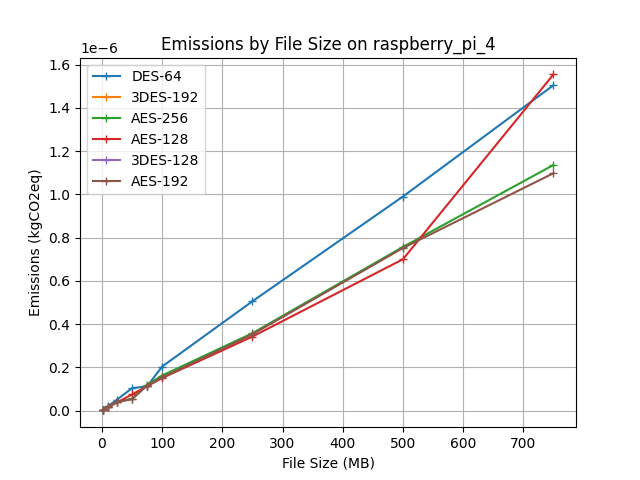 Emissions by File Size on raspberry_pi_4
1e−6
1.6
1.4
1.2
1.0
0.8
0.6
0.4
0.2
0.0
Emissions (kgCO2eq)
DES-64
3DES-192
AES-256
AES-128
3DES-128
AES-192
0 100 200 300 400 500 600 700
File Size (MB)